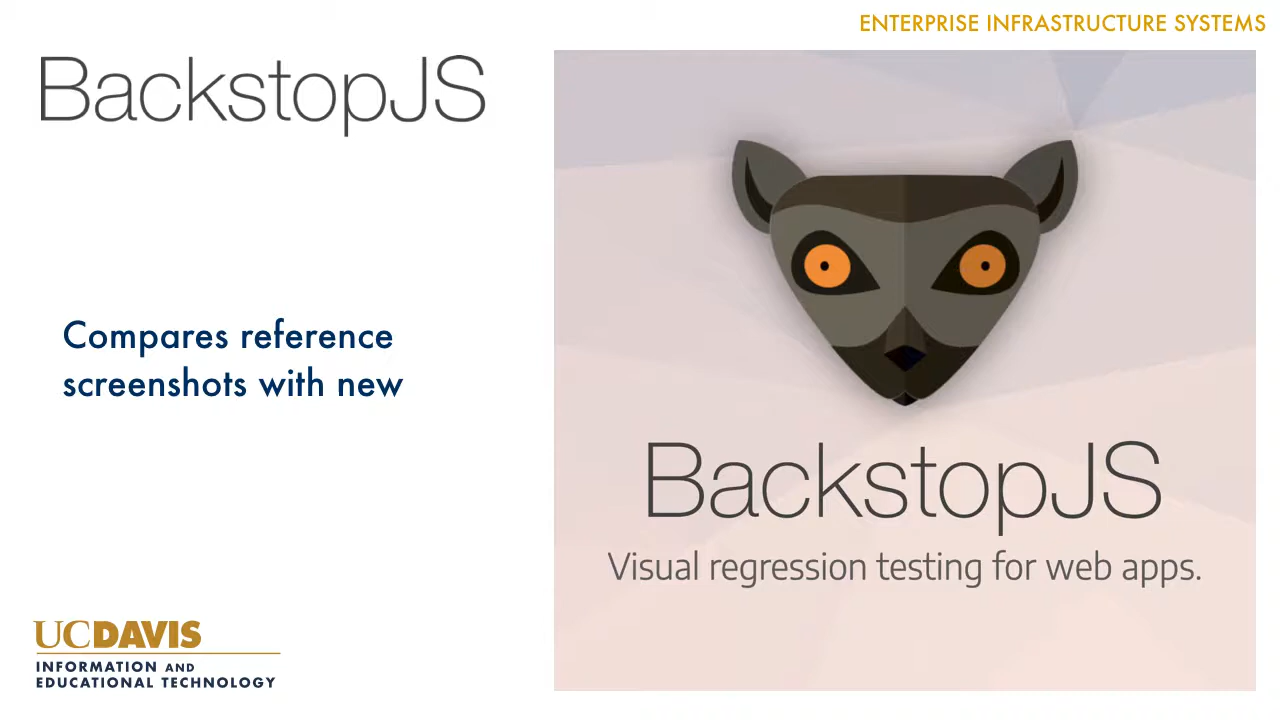 ENTERPRISE INFRASTRUCTURE SYSTEMS
BackstopJS
Compares reference
screenshots with new
BackstopJS
Visual regression testing for web apps.
UCDAVIS
INFORMATION AND
EDUCATIONAL TECHNOLOGY